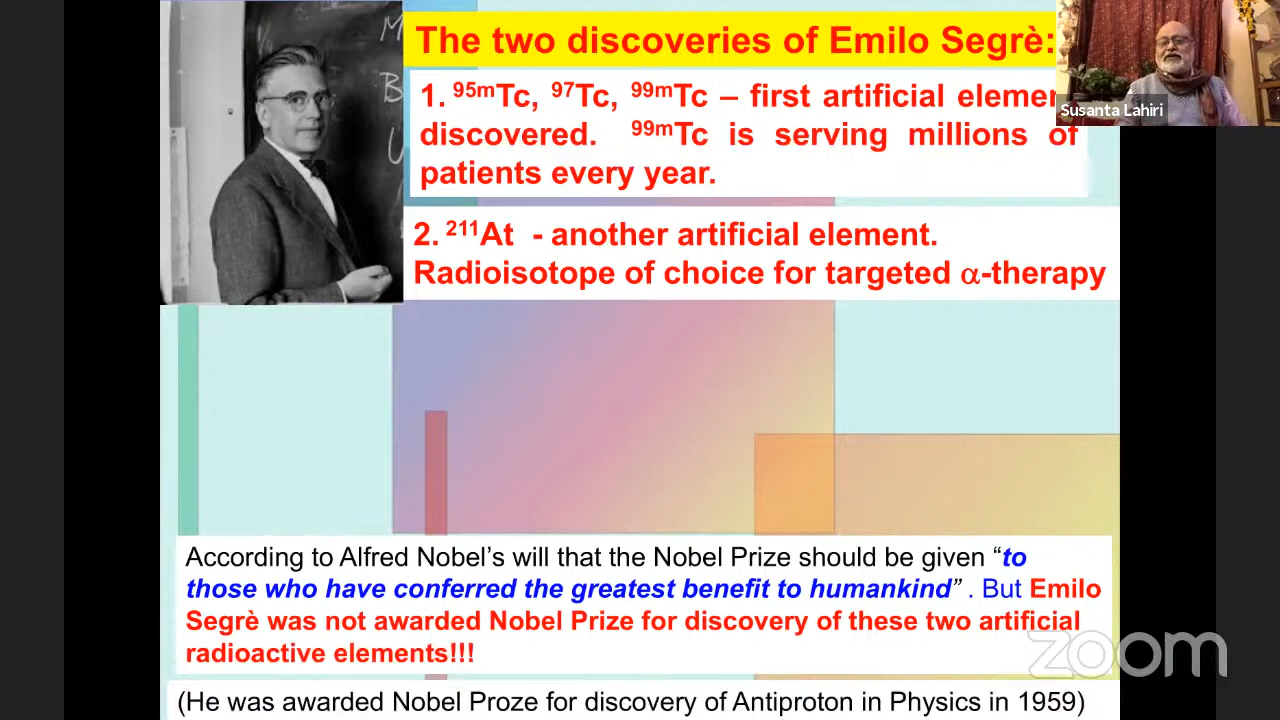 The two discoveries of Emilo Segrè:
1. 95mTc, 97Tc, 99mTc – first artificial elemen
discovered. 99mTc is serving millions of
patients every year.
2. 211At - another artificial element.
Radioisotope of choice for targeted α-therapy
Susanta Lahiri
According to Alfred Nobel’s will that the Nobel Prize should be given “to
those who have conferred the greatest benefit to humankind” . But Emilo
Segrè was not awarded Nobel Prize for discovery of these two artificial
radioactive elements!!!
zoom
(He was awarded Nobel Proze for discovery of Antiproton in Physics in 1959)